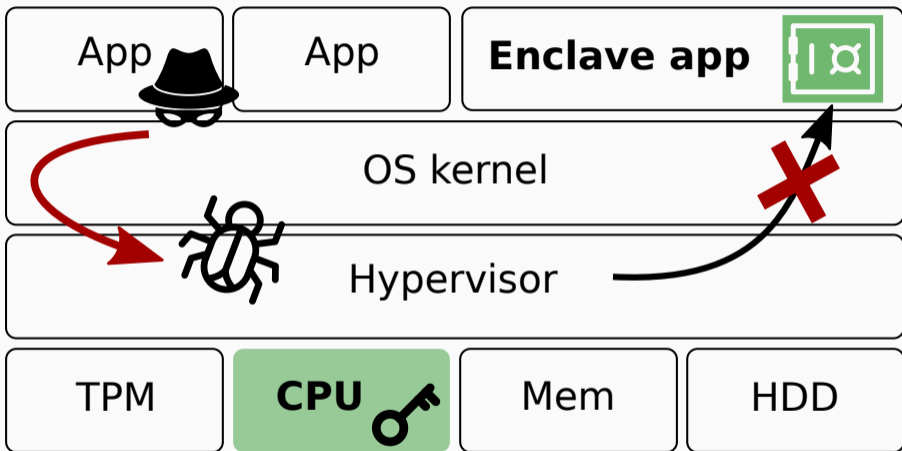 App
App
Enclave app
OS kernel
Hypervisor
TPM
CPU
Mem
HDD